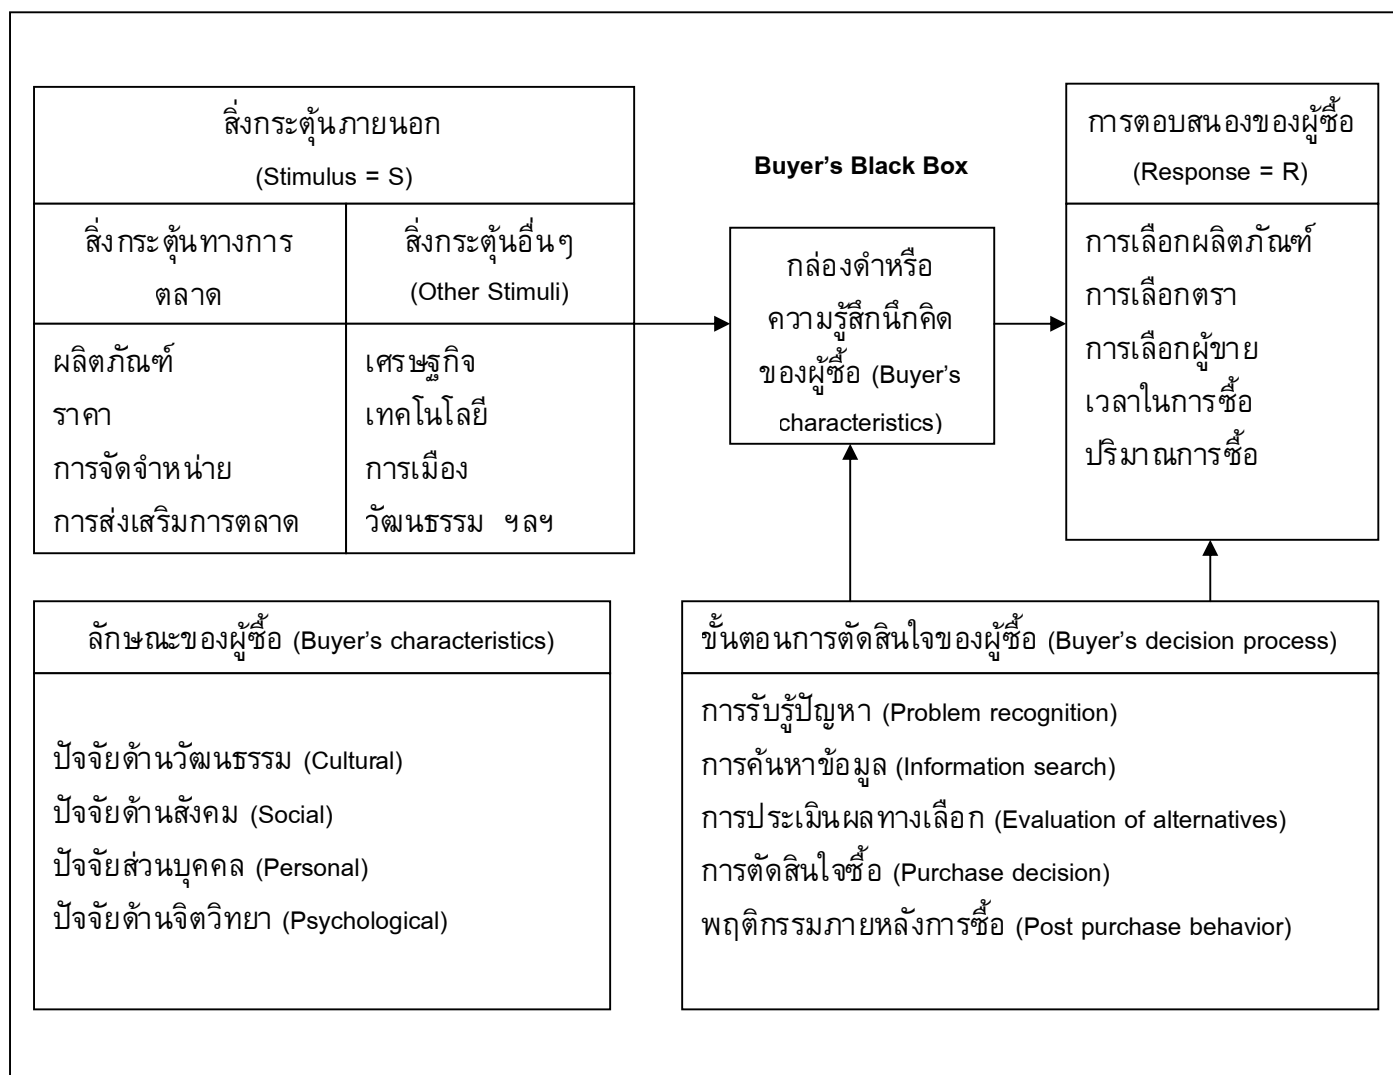 สิ่งกระตุ้นภายนอก
(Stimulus = S)
สิ่งกระตุ้นทางการ
ตลาด
สิ่งกระตุ้นอื่นๆ
(Other Stimuli)
ผลิตภัณฑ์
ราคา
การจัดจำหน่าย
การส่งเสริมการตลาด
เศรษฐกิจ
เทคโนโลยี
การเมือง
วัฒนธรรม ฯลฯ
Buyer's Black Box
กล่องดำหรือ
ความรู้สึกนึกคิด
ของผู้ซื้อ (Buyer's
characteristics)
การตอบสนองของผู้ซื้อ
(Response = R)
การเลือกผลิตภัณฑ์
การเลือกตรา
การเลือกผู้ขาย
เวลาในการซื้อ
ปริมาณการซื้อ
ลักษณะของผู้ซื้อ (Buyer's characteristics)
ปัจจัยด้านวัฒนธรรม (Cultural)
ปัจจัยด้านสังคม (Social)
ปัจจัยส่วนบุคคล (Personal)
ปัจจัยด้านจิตวิทยา (Psychological)
ขั้นตอนการตัดสินใจของผู้ซื้อ (Buyer's decision process)
การรับรู้ปัญหา (Problem recognition)
การค้นหาข้อมูล (Information search)
การประเมินผลทางเลือก (Evaluation of alternatives)
การตัดสินใจซื้อ (Purchase decision)
พฤติกรรมภายหลังการซื้อ (Post purchase behavior)